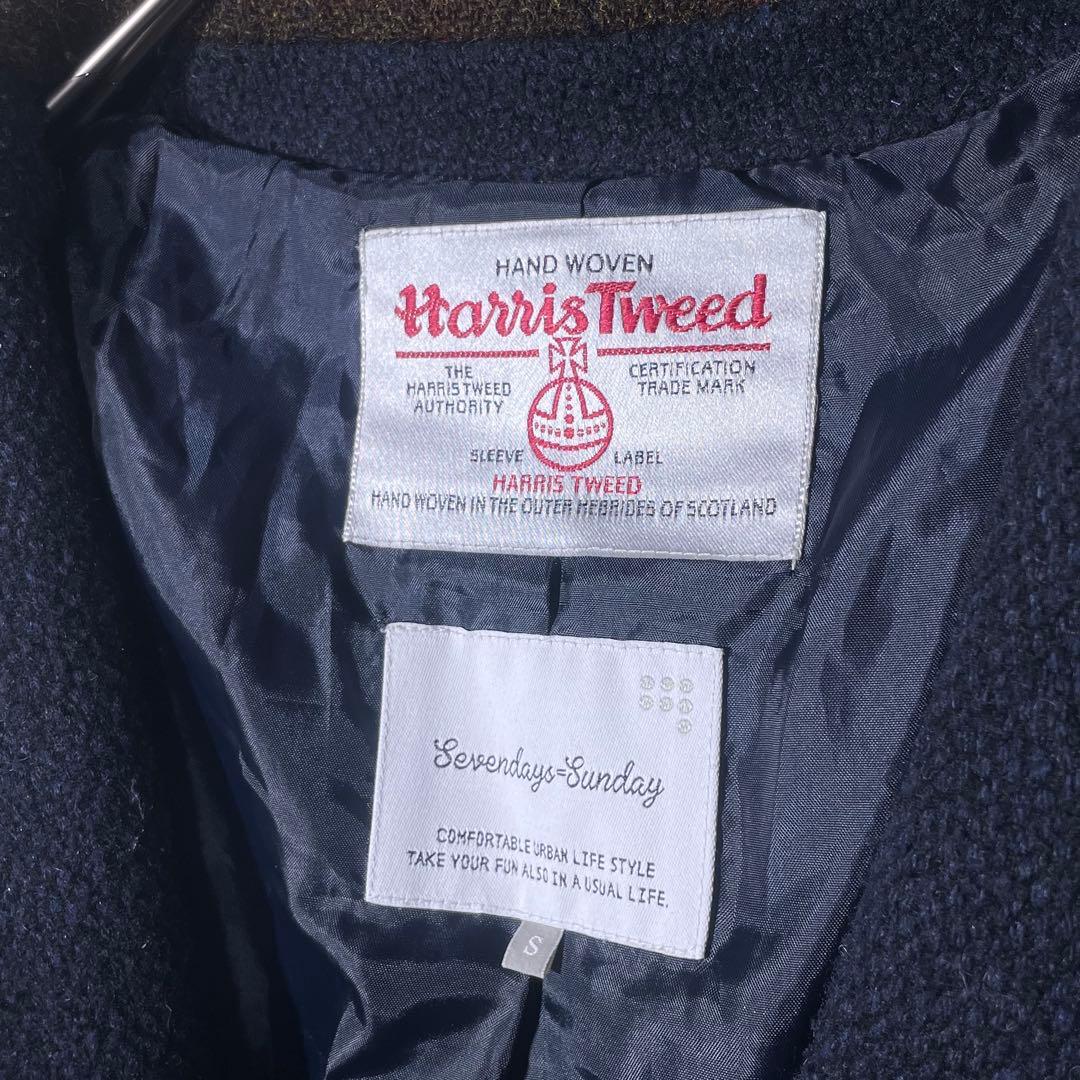 HAND WOVEN
Harris Tweed
THE
HARRIS TWEED
AUTHORITY
CERTIFICATION
TRADE MARK
SLEEVE LABEL
HARRIS TWEED
HAND WOVEN IN THE OUTER HEBRIDES OF SCOTLAND
Sevendays=Sunday
COMFORTABLE URBAN LIFE STYLE
TAKE YOUR FUN ALSO IN A USUAL LIFE.
S